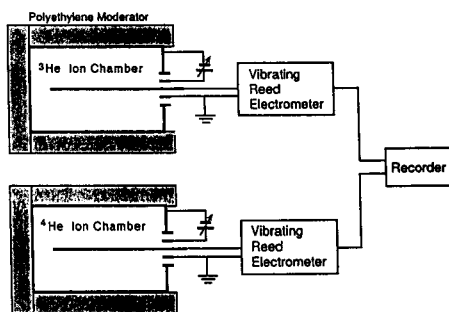 Polyethylene Moderator
³He Ion Chamber
Vibrating
Reed
Electrometer
Recorder
⁴He Ion Chamber
Vibrating
Reed
Electrometer